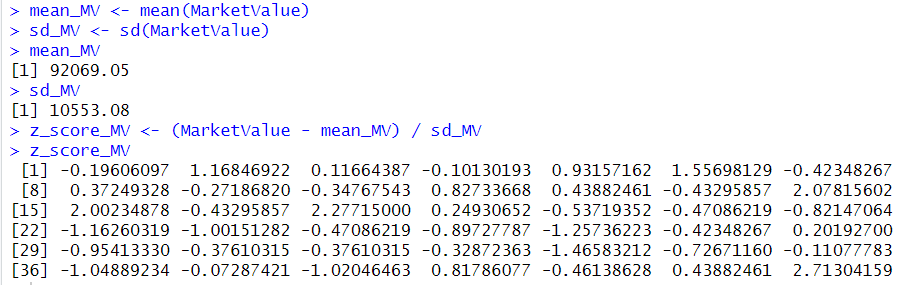 > mean_MV <- mean(MarketValue)
> sd_MV <- sd(MarketValue)
> mean_MV
[1] 92069.05
> sd_MV
[1] 10553.08
> z_score_MV <- (MarketValue - mean_MV) / sd_MV
> z_score_MV
[1] -0.19606097 1.16846922 0.11664387 -0.10130193 0.93157162 1.55698129 -0.42348267
[8] 0.37249328 -0.27186820 -0.34767543 0.82733668 0.43882461 -0.43295857 2.07815602
[15] 2.00234878 -0.43295857 2.27715000 0.24930652 -0.53719352 -0.47086219 -0.82147064
[22] -1.16260319 -1.00151282 -0.47086219 -0.89727787 -1.25736223 -0.42348267 0.20192700
[29] -0.95413330 -0.37610315 -0.37610315 -0.32872363 -1.46583212 -0.72671160 -0.11077783
[36] -1.04889234 -0.07287421 -1.02046463 0.81786077 -0.46138628 0.43882461 2.71304159